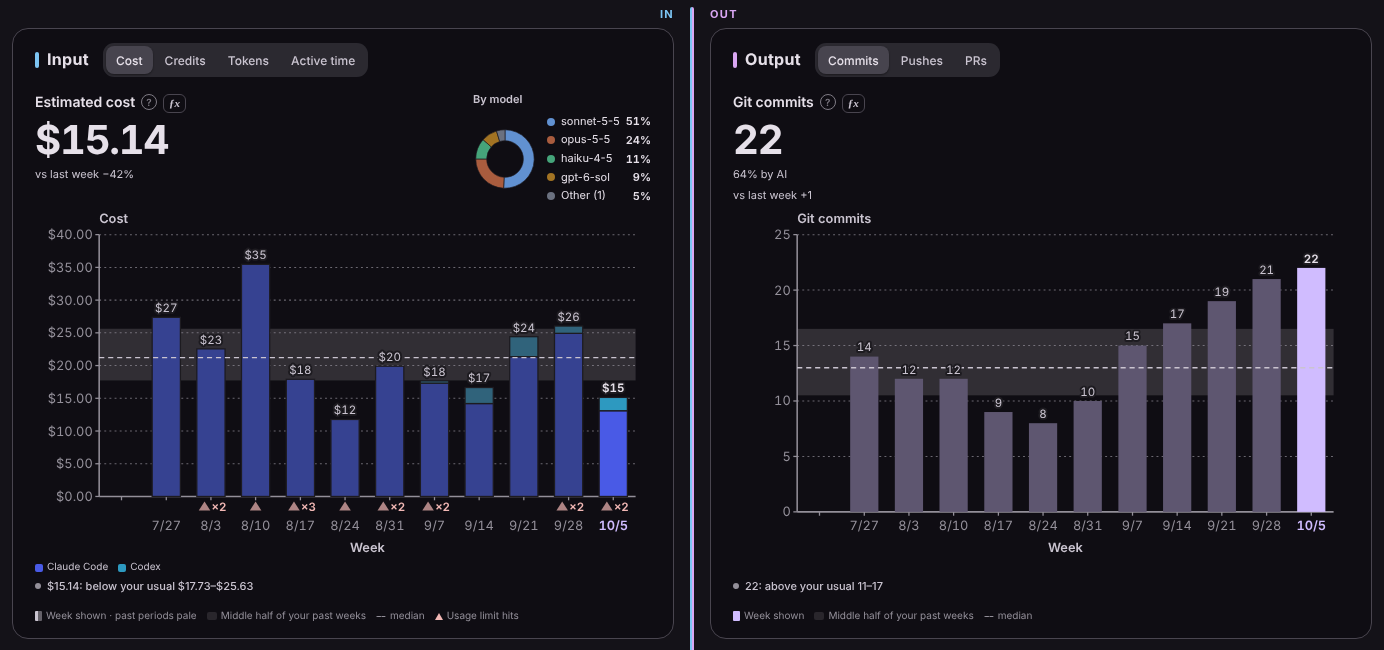 IN
OUT
Input Cost Credits Tokens Active time
Estimated cost ? ƒx
$15.14
vs last week −42%
By model
sonnet-5-5 51%
opus-5-5 24%
haiku-4-5 11%
gpt-6-sol 9%
Other (1) 5%
Cost
$40.00
$35.00
$30.00
$25.00
$20.00
$15.00
$10.00
$5.00
$0.00
$27
$23
$35
$18
$12
$20
$18
$17
$24
$26
$15
×2
×3
×2
×2
×2
×2
7/27 8/3 8/10 8/17 8/24 8/31 9/7 9/14 9/21 9/28 10/5
Week
Claude Code Codex
$15.14: below your usual $17.73–$25.63
Week shown · past periods pale Middle half of your past weeks median Usage limit hits
Output Commits Pushes PRs
Git commits ? ƒx
22
64% by AI
vs last week +1
Git commits
25
20
15
10
5
0
14
12
12
9
8
10
15
17
19
21
22
7/27 8/3 8/10 8/17 8/24 8/31 9/7 9/14 9/21 9/28 10/5
Week
22: above your usual 11–17
Week shown Middle half of your past weeks median